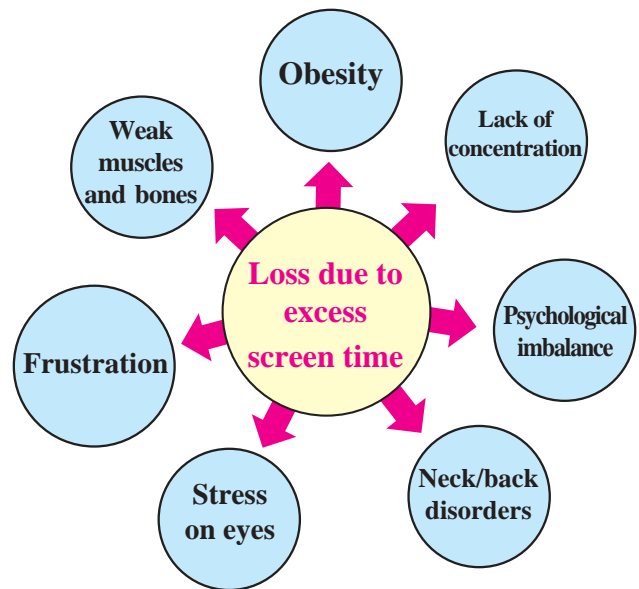 Obesity
Lack of
concentration
Weak
muscles
and bones
Loss due to
excess
screen time
Psychological
imbalance
Frustration
Neck/back
disorders
Stress
on eyes